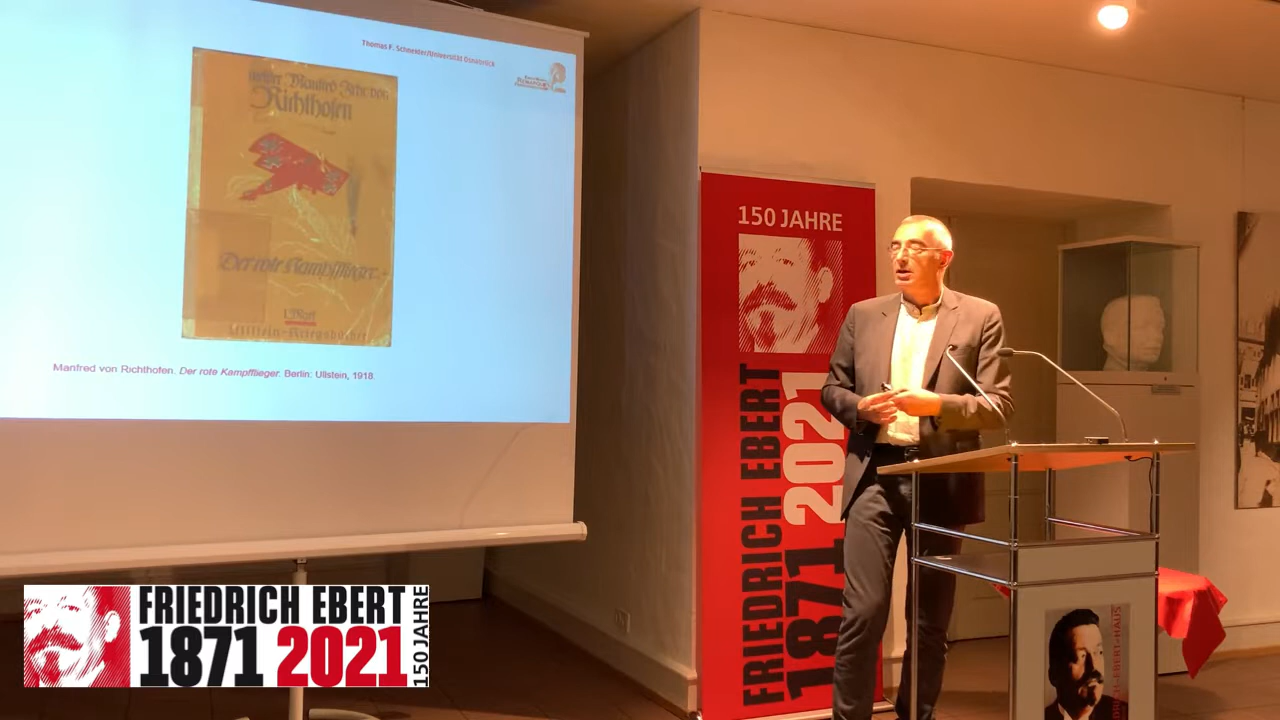 Thomas F. Schneider/Universität Osnabrück
Richthofen
Der rote Kampfflieger
Ullstein-Kriegsbücher
Manfred von Richthofen. Der rote Kampfflieger. Berlin: Ullstein, 1918.
150 JAHRE
FRIEDRICH EBERT
1871 2021
FRIEDRICH EBERT
1871 2021
150 JAHRE